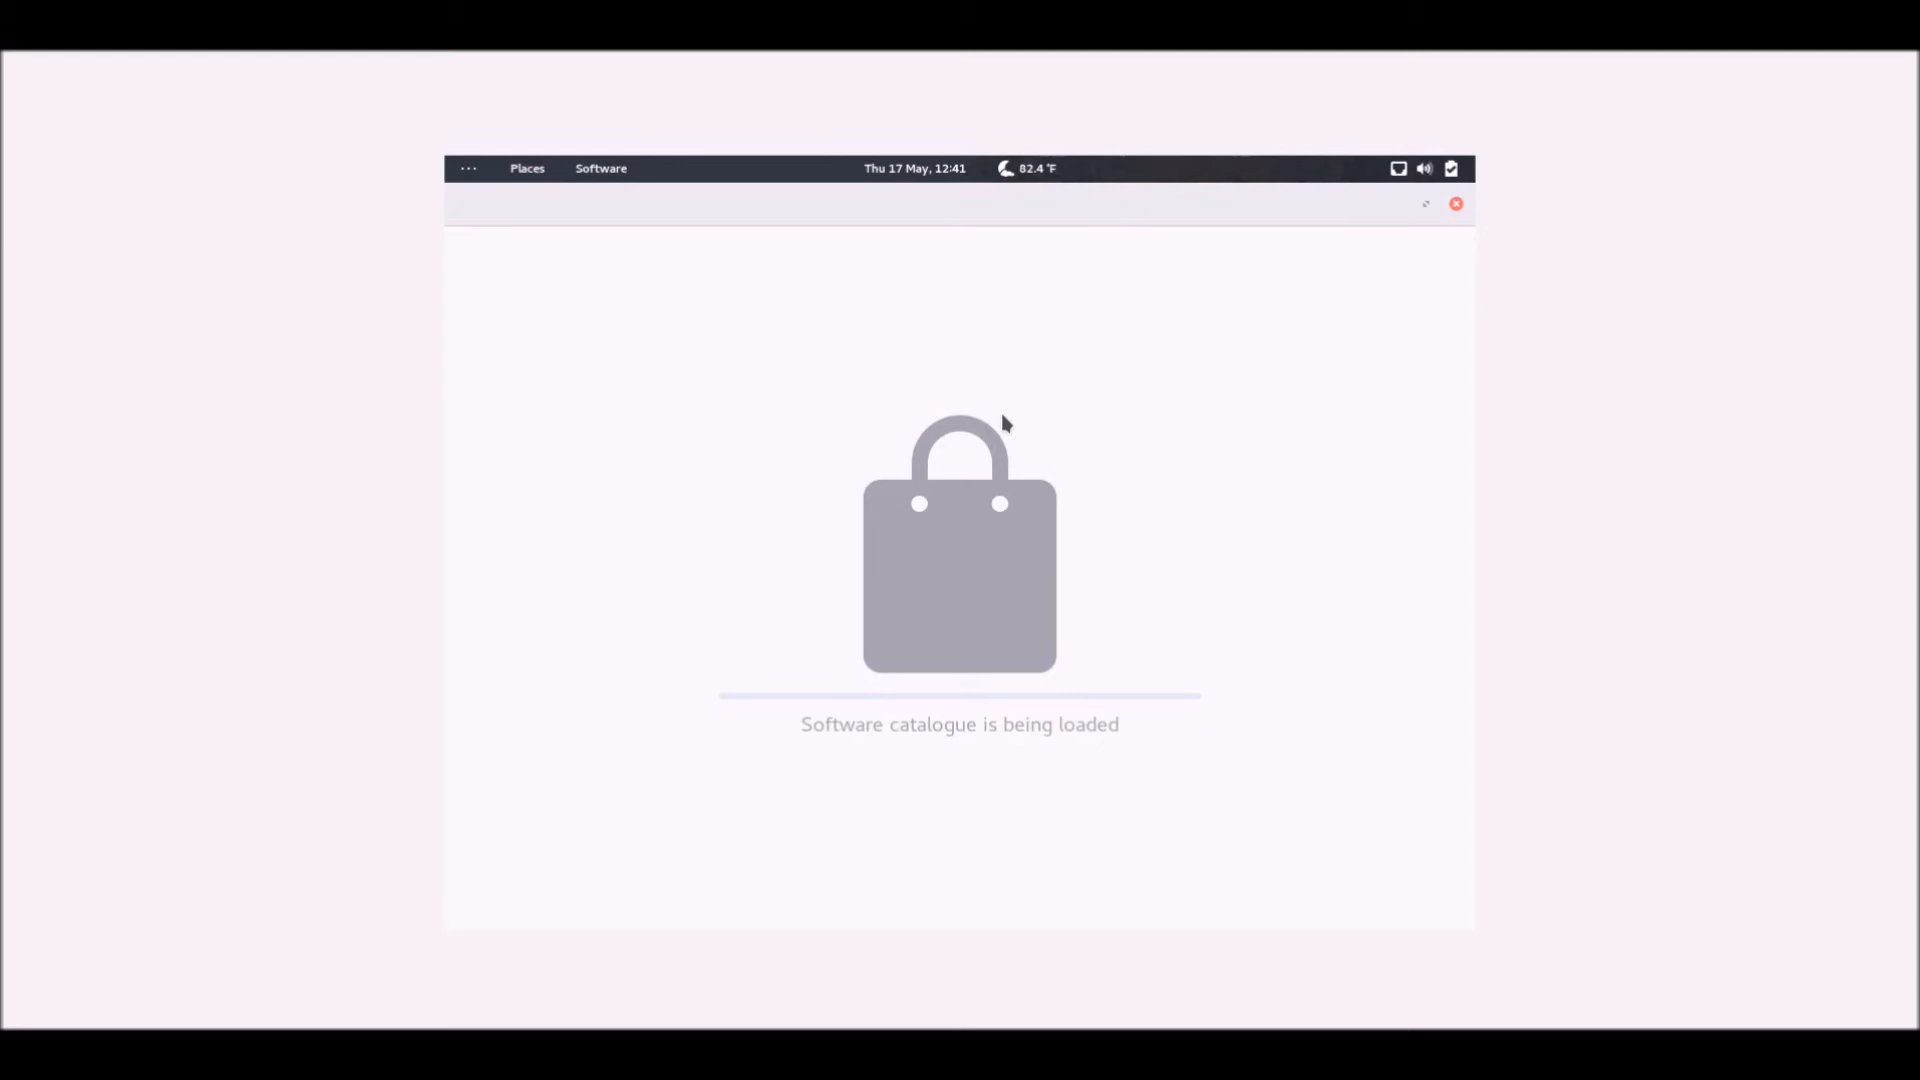 Places Software Thu 17 May, 12:41 82.4 °F
Software catalogue is being loaded